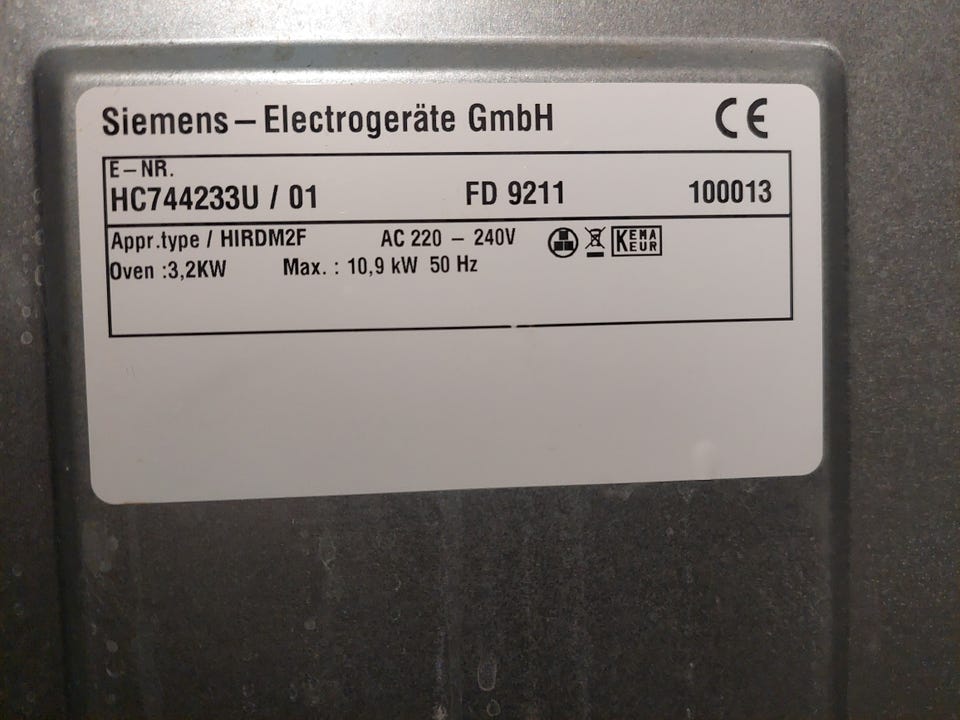 Siemens – Electrogeräte GmbH CE
E–NR.
HC744233U / 01 FD 9211 100013
Appr.type / HIRDM2F AC 220 – 240V KEMA KEUR
Oven :3,2KW Max. : 10,9 kW 50 Hz